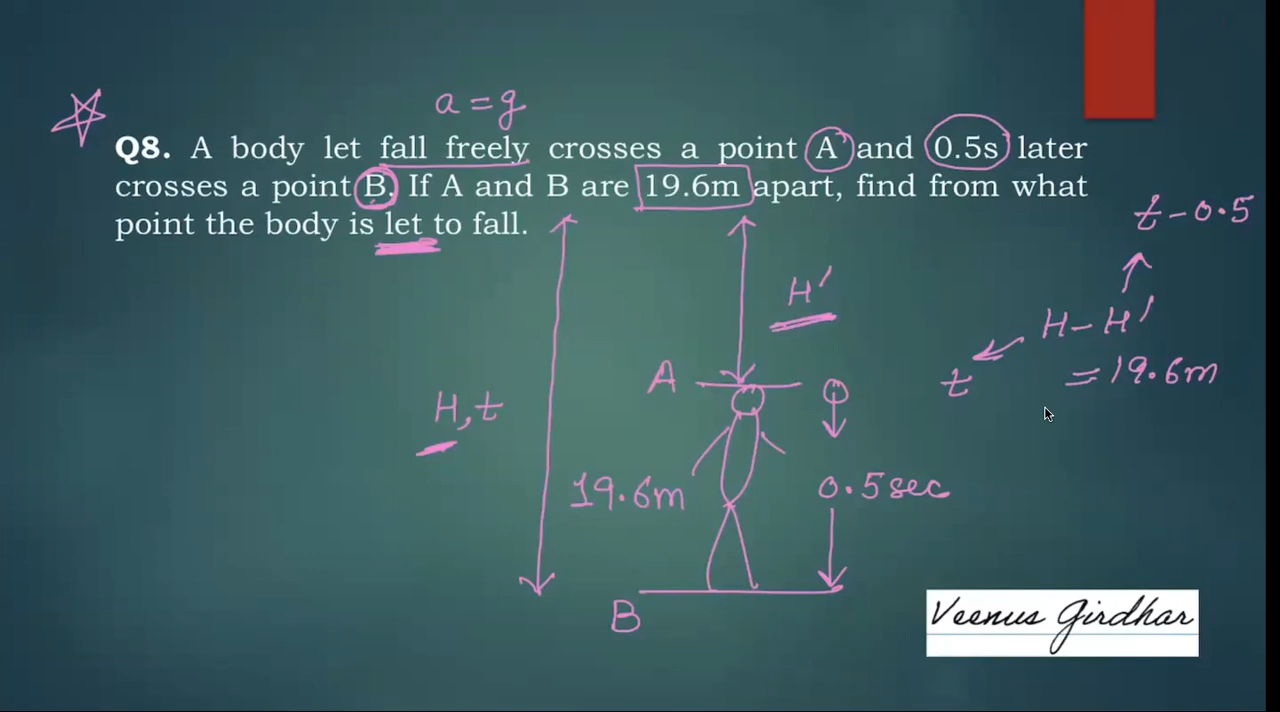 a = g
Q8. A body let fall freely crosses a point A and 0.5s later
crosses a point B. If A and B are 19.6m apart, find from what
point the body is let to fall.
t - 0.5
H'
H - H'
= 19.6m
t
A
H, t
19.6m
0.5sec
B
Veenus Girdhar